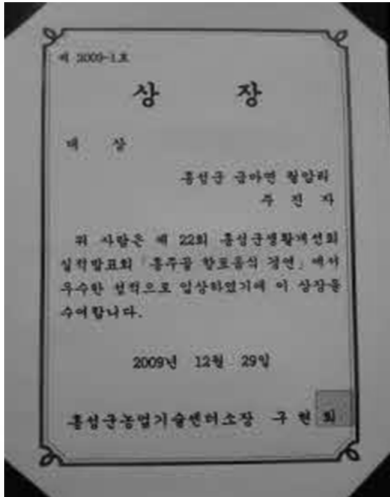 제 2009-1호
상 장
대 상
홍성군 금마면 월암리
주 진 자
위 사람은 제 22회 홍성군생활개선회
실적발표회 「홍주골 향토음식 경연」에서
우수한 성적으로 입상하였기에 이 상장을
수여합니다.
2009년 12월 29일
홍성군농업기술센터소장 구 현 희